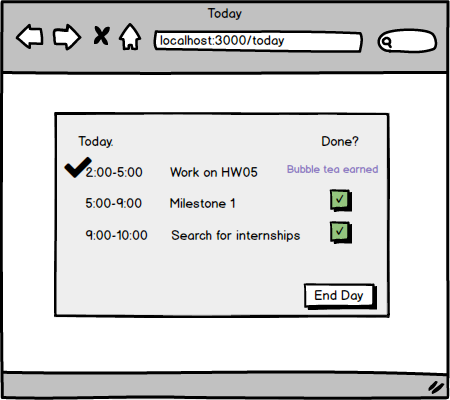 Today
localhost:3000/today
Today. Done?
2:00-5:00 Work on HW05 Bubble tea earned
5:00-9:00 Milestone 1
9:00-10:00 Search for internships
End Day